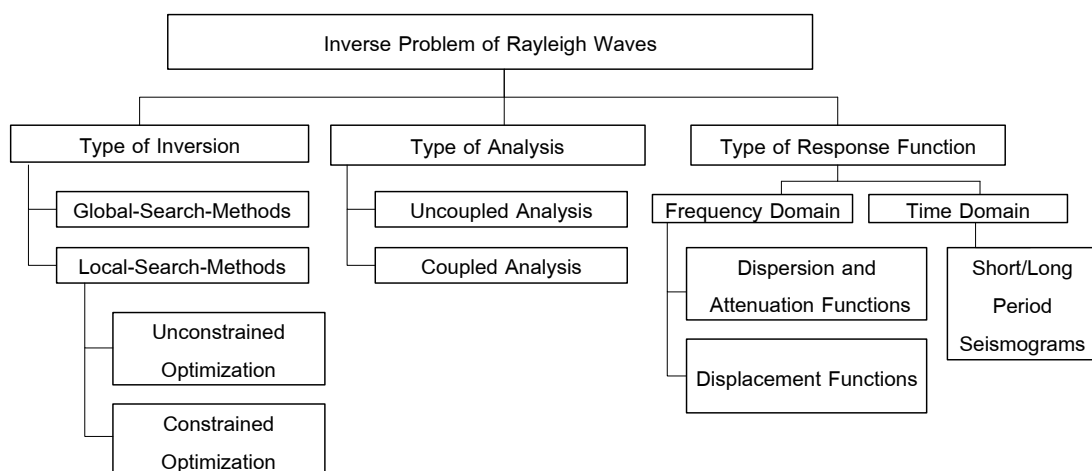 Inverse Problem of Rayleigh Waves
Type of Inversion
Type of Analysis
Type of Response Function
Global-Search-Methods
Local-Search-Methods
Unconstrained
Optimization
Constrained
Optimization
Uncoupled Analysis
Coupled Analysis
Frequency Domain
Time Domain
Dispersion and
Attenuation Functions
Displacement Functions
Short/Long
Period
Seismograms